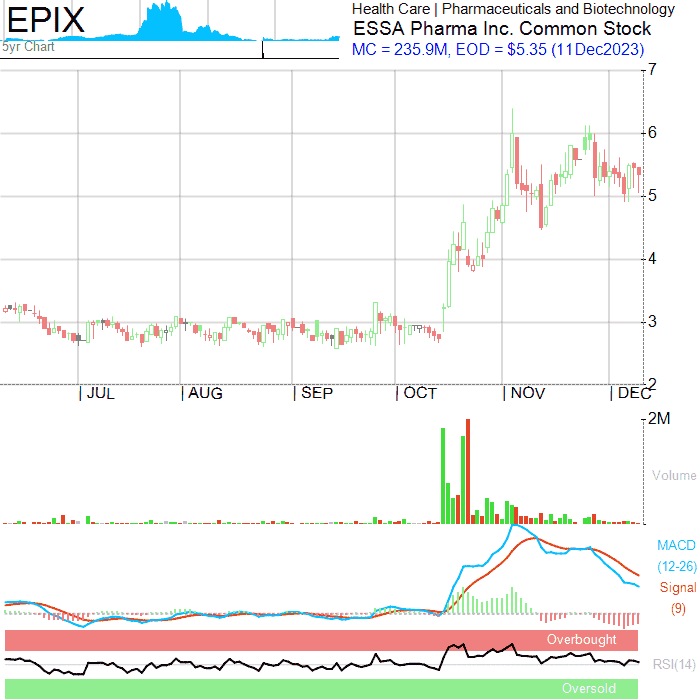 EPIX
5yr Chart
Health Care | Pharmaceuticals and Biotechnology
ESSA Pharma Inc. Common Stock
MC = 235.9M, EOD = $5.35 (11Dec2023)
7
6
5
4
3
2
| JUL | AUG | SEP | OCT | NOV | DEC
2M
Volume
MACD
(12-26)
Signal
(9)
Overbought
RSI(14)
Oversold